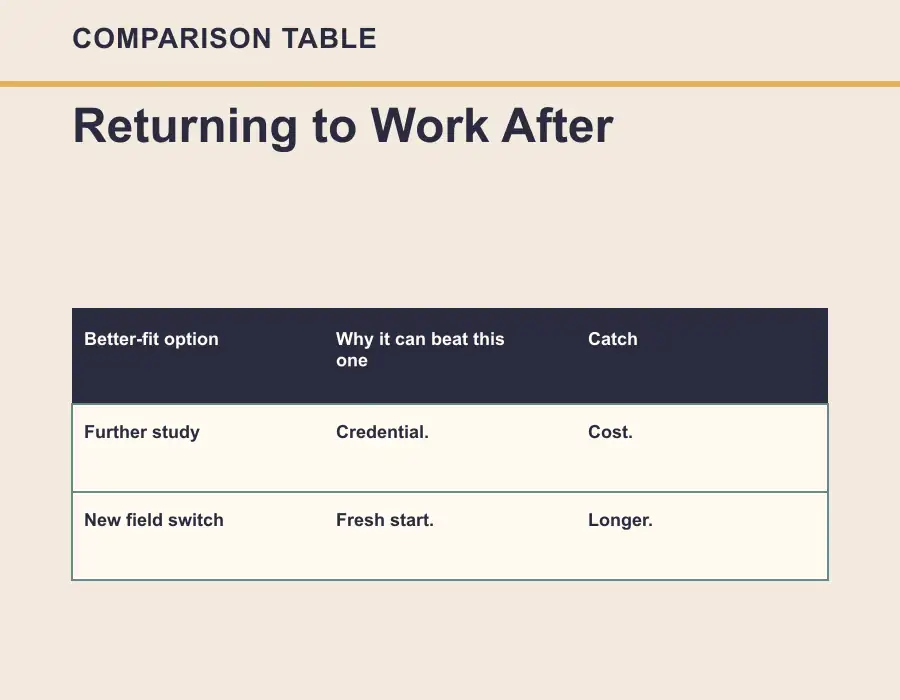 COMPARISON TABLE
Returning to Work After
Better-fit option
Why it can beat this
one
Catch
Further study
Credential.
Cost.
New field switch
Fresh start.
Longer.